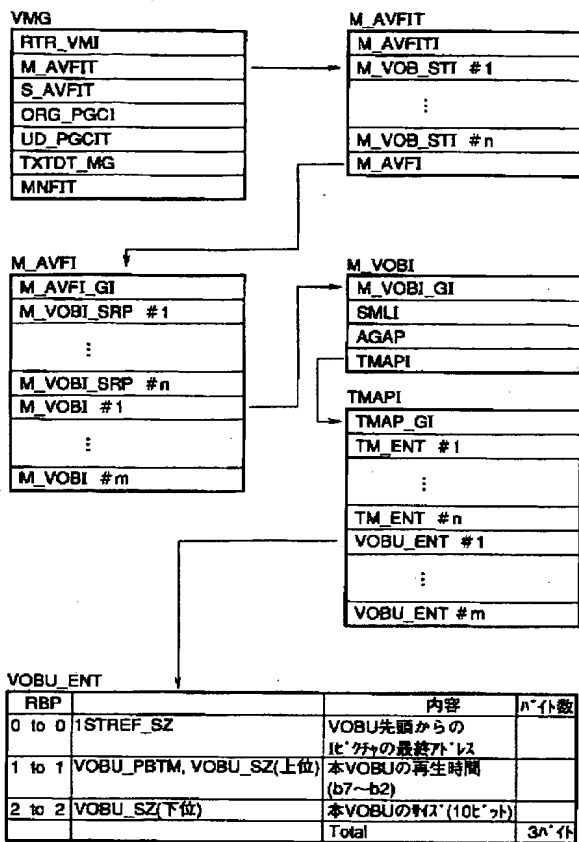 VMG
RTR_VMI
M_AVFIT
S_AVFIT
ORG_PGCI
UD_PGCIT
TXTDT_MG
MNFIT
M_AVFIT
M_AVFITI
M_VOB_STI #1
⋮
M_VOB_STI #n
M_AVFI
M_AVFI
M_AVFI_GI
M_VOBI_SRP #1
⋮
M_VOBI_SRP #n
M_VOBI #1
⋮
M_VOBI #m
M_VOBI
M_VOBI_GI
SMLI
AGAP
TMAPI
TMAPI
TMAP_GI
TM_ENT #1
⋮
TM_ENT #n
VOBU_ENT #1
⋮
VOBU_ENT #m
VOBU_ENT
RBP 内容 バイト数
0 to 0 1STREF_SZ VOBU先頭からの
Iピクチャの最終アドレス
1 to 1 VOBU_PBTM, VOBU_SZ(上位) 本VOBUの再生時間
(b7~b2)
2 to 2 VOBU_SZ(下位) 本VOBUのサイズ(10ビット)
Total 3バイト